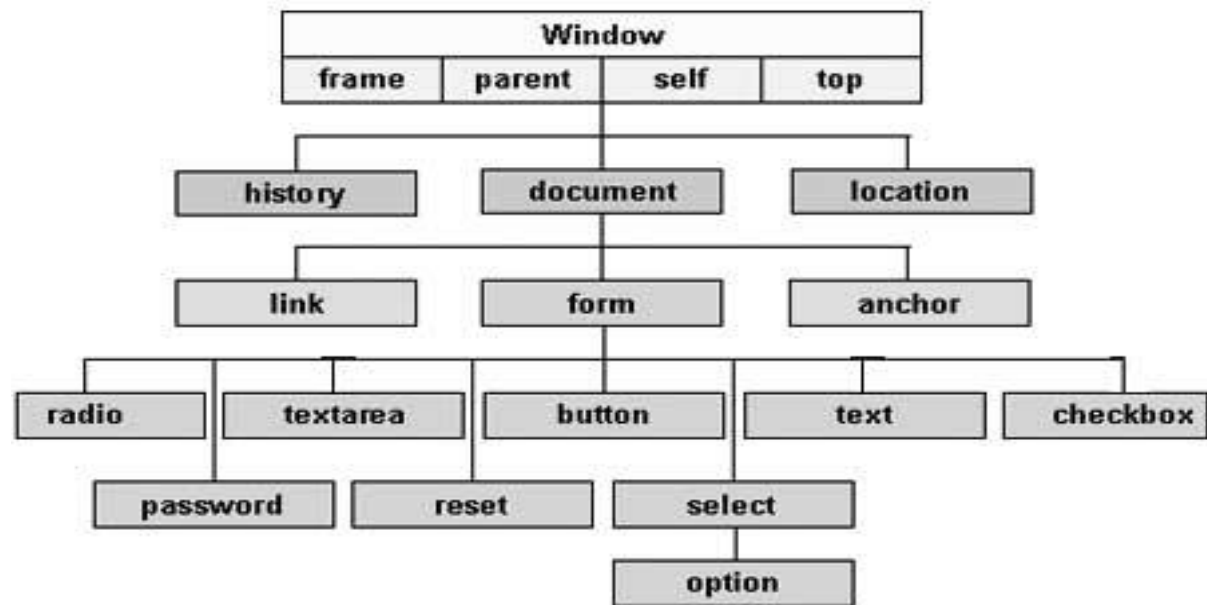 Window
frame parent self top
history document location
link form anchor
radio textarea button text checkbox
password reset select
option